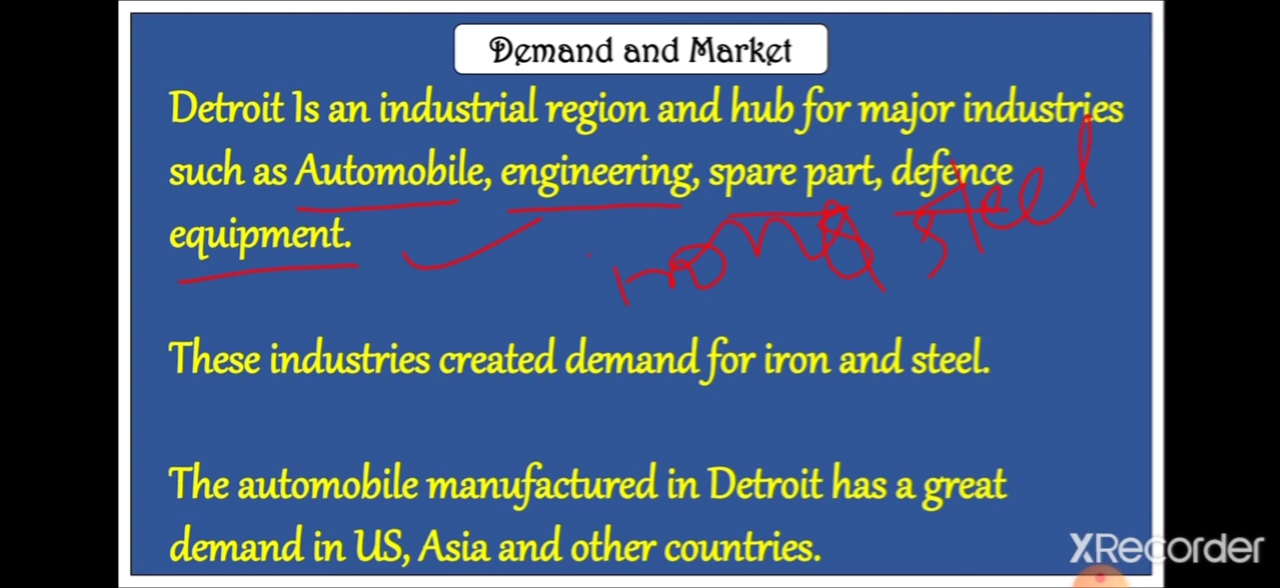 Demand and Market
Detroit Is an industrial region and hub for major industries
such as Automobile, engineering, spare part, defence
equipment.
iron & steel
These industries created demand for iron and steel.
The automobile manufactured in Detroit has a great
demand in US, Asia and other countries.
XRecorder